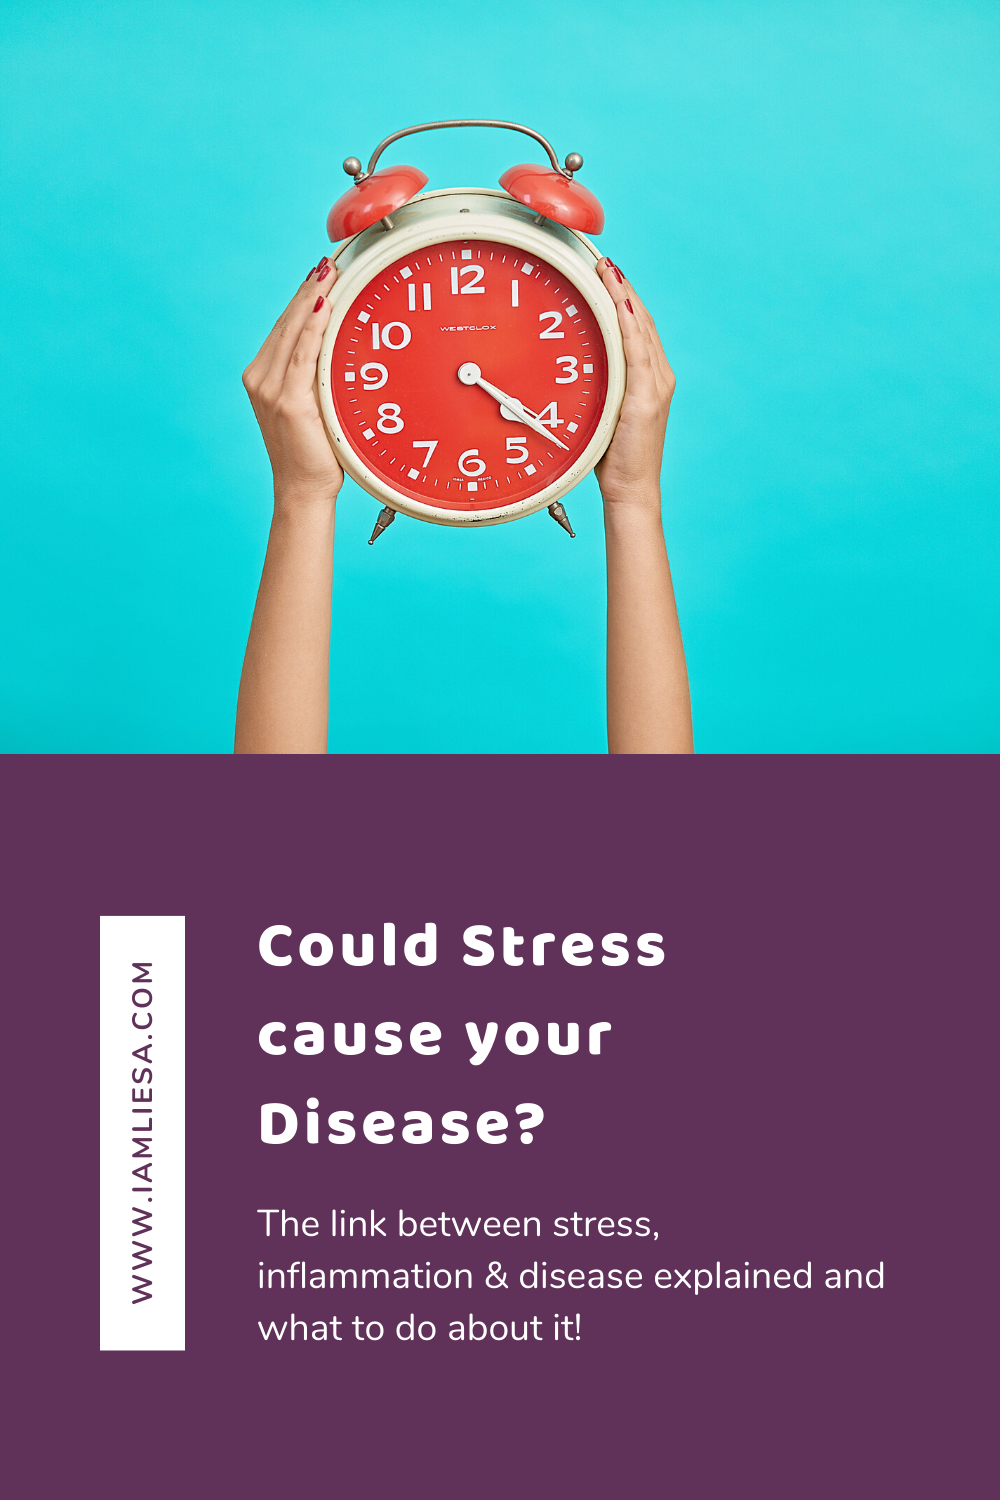 12
11
1
10
2
WESTCLOX
9
3
8
4
7
5
6
Could Stress
cause your
Disease?
The link between stress,
inflammation & disease explained and
what to do about it!
WWW.IAMLIESA.COM